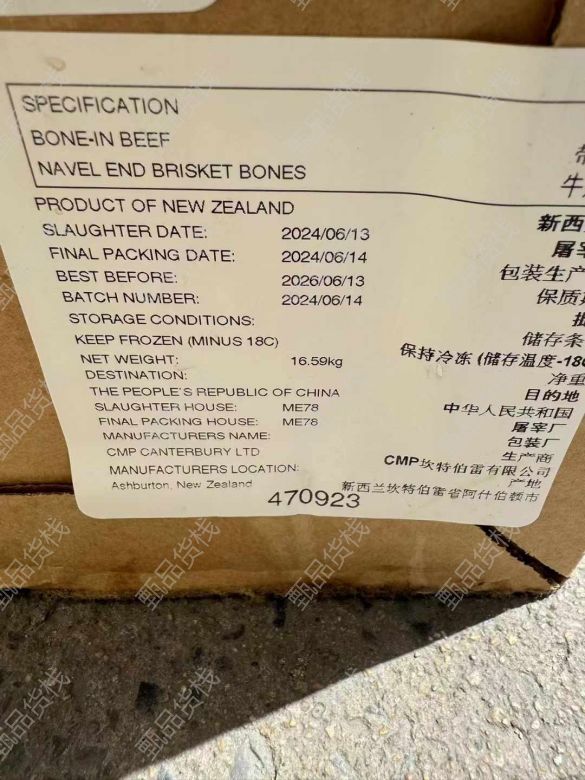 SPECIFICATION
BONE-IN BEEF
NAVEL END BRISKET BONES
牛
PRODUCT OF NEW ZEALAND
新西
SLAUGHTER DATE: 2024/06/13
屠宰
FINAL PACKING DATE: 2024/06/14
包装生产
BEST BEFORE: 2026/06/13
保质
BATCH NUMBER: 2024/06/14
STORAGE CONDITIONS:
储存条
KEEP FROZEN (MINUS 18C)
保持冷冻(储存温度-18
NET WEIGHT: 16.59kg
净重
DESTINATION:
目的地
THE PEOPLE'S REPUBLIC OF CHINA
中华人民共和国
SLAUGHTER HOUSE: ME78
屠宰厂
FINAL PACKING HOUSE: ME78
包装厂
MANUFACTURERS NAME:
生产商
CMP CANTERBURY LTD
CMP坎特伯雷有限公司
MANUFACTURERS LOCATION:
产地
Ashburton, New Zealand
新西兰坎特伯雷省阿什伯顿市
470923
甄品货栈